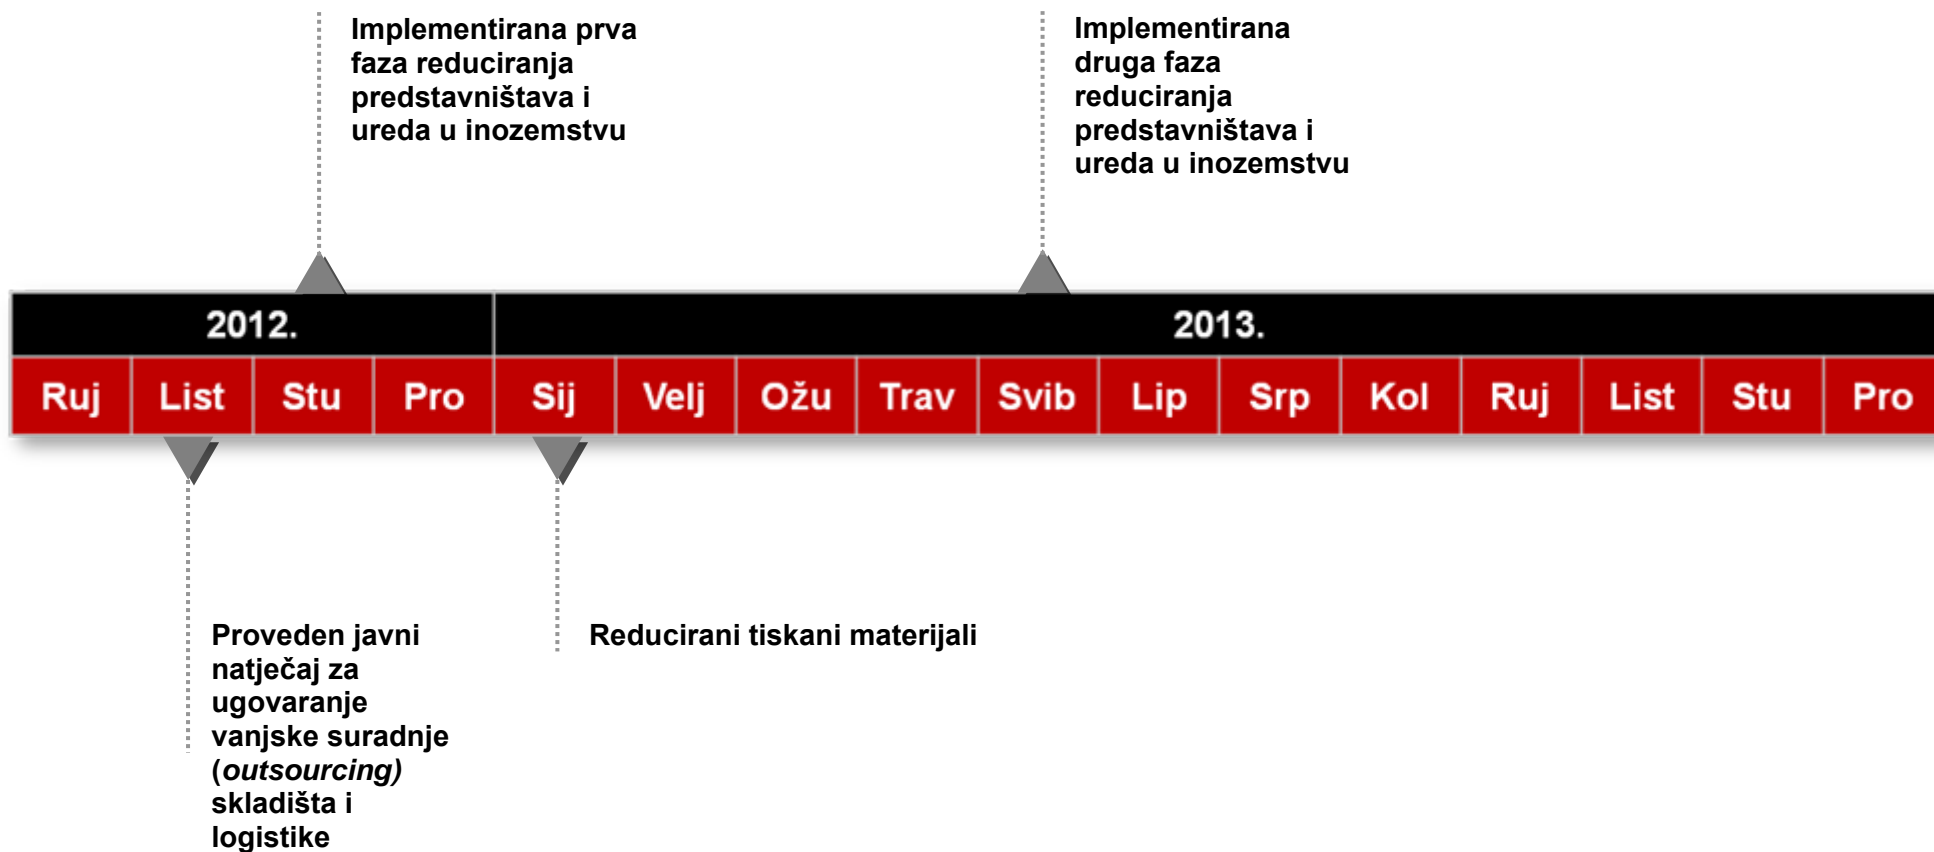 Implementirana prva
faza reduciranja
predstavništava i
ureda u inozemstvu
Implementirana
druga faza
reduciranja
predstavništava i
ureda u inozemstvu
2012. 2013.
Ruj List Stu Pro Sij Velj Ožu Trav Svib Lip Srp Kol Ruj List Stu Pro
Proveden javni
natječaj za
ugovaranje
vanjske suradnje
(outsourcing)
skladišta i
logistike
Reducirani tiskani materijali